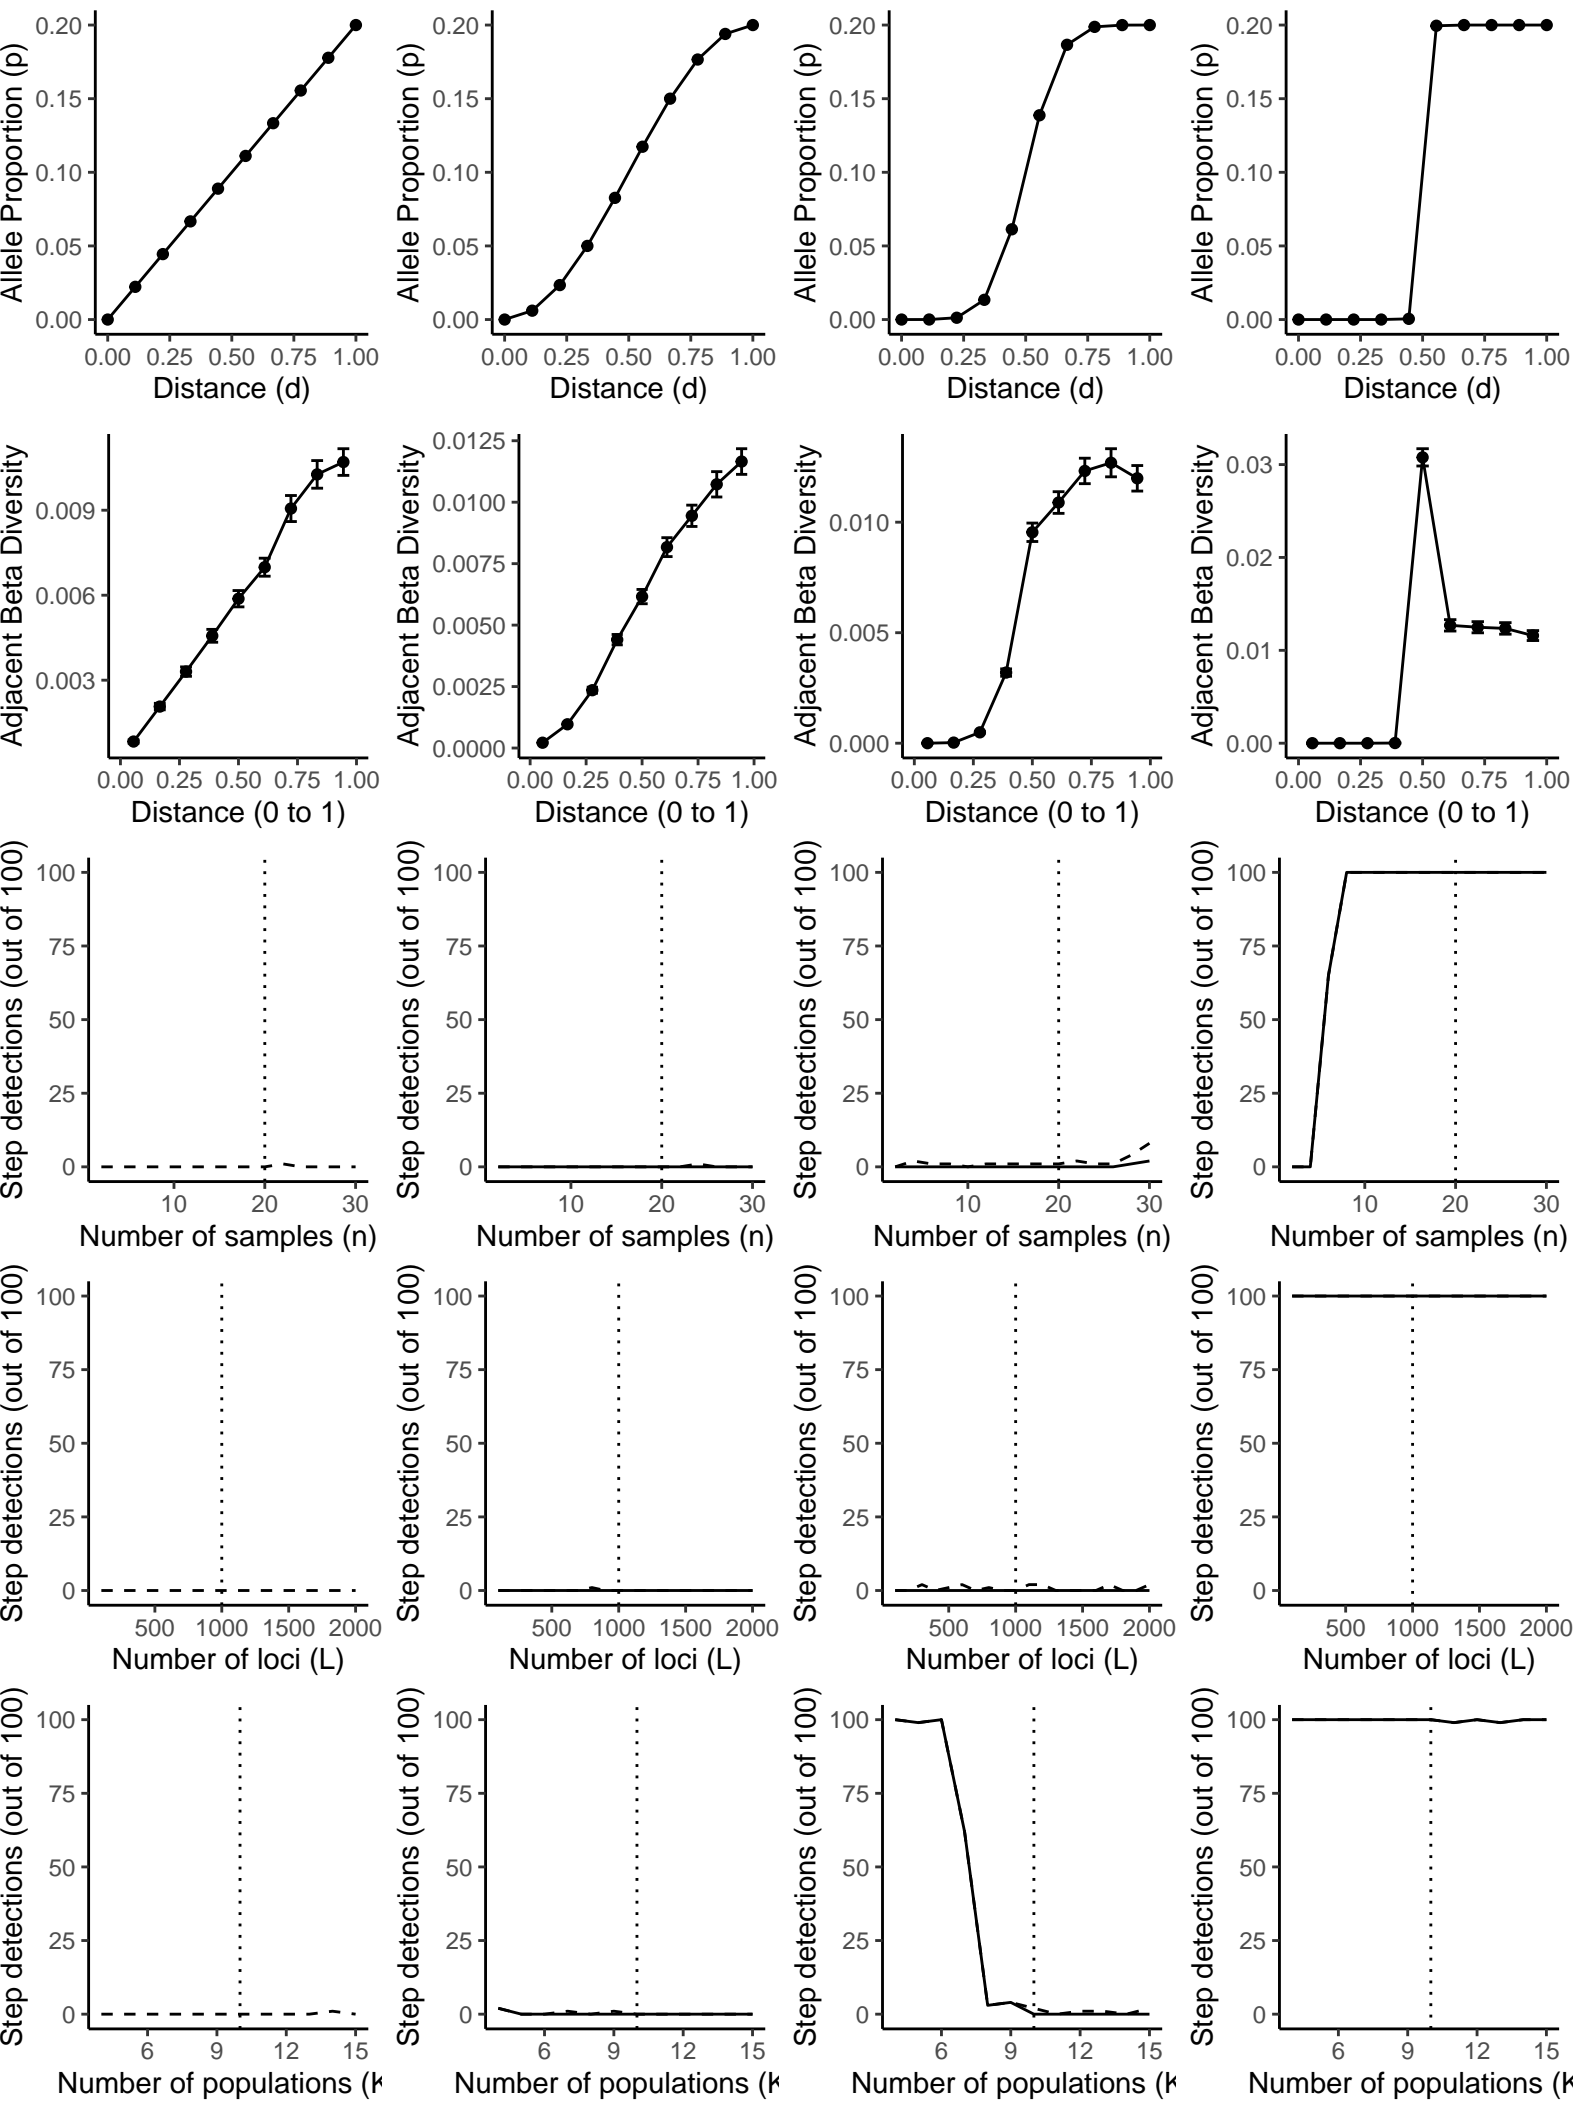 Allele Proportion (p)
0.20
0.15
0.10
0.05
0.00
0.00 0.25 0.50 0.75 1.00
Distance (d)
Allele Proportion (p)
0.20
0.15
0.10
0.05
0.00
0.00 0.25 0.50 0.75 1.00
Distance (d)
Allele Proportion (p)
0.20
0.15
0.10
0.05
0.00
0.00 0.25 0.50 0.75 1.00
Distance (d)
Allele Proportion (p)
0.20
0.15
0.10
0.05
0.00
0.00 0.25 0.50 0.75 1.00
Distance (d)
Adjacent Beta Diversity
0.009
0.006
0.003
0.00 0.25 0.50 0.75 1.00
Distance (0 to 1)
Adjacent Beta Diversity
0.0125
0.0100
0.0075
0.0050
0.0025
0.0000
0.00 0.25 0.50 0.75 1.00
Distance (0 to 1)
Adjacent Beta Diversity
0.010
0.005
0.000
0.00 0.25 0.50 0.75 1.00
Distance (0 to 1)
Adjacent Beta Diversity
0.03
0.02
0.01
0.00
0.00 0.25 0.50 0.75 1.00
Distance (0 to 1)
Step detections (out of 100)
100
75
50
25
0
10 20 30
Number of samples (n)
Step detections (out of 100)
100
75
50
25
0
10 20 30
Number of samples (n)
Step detections (out of 100)
100
75
50
25
0
10 20 30
Number of samples (n)
Step detections (out of 100)
100
75
50
25
0
10 20 30
Number of samples (n)
Step detections (out of 100)
100
75
50
25
0
500 1000 1500 2000
Number of loci (L)
Step detections (out of 100)
100
75
50
25
0
500 1000 1500 2000
Number of loci (L)
Step detections (out of 100)
100
75
50
25
0
500 1000 1500 2000
Number of loci (L)
Step detections (out of 100)
100
75
50
25
0
500 1000 1500 2000
Number of loci (L)
Step detections (out of 100)
100
75
50
25
0
6 9 12 15
Number of populations (K
Step detections (out of 100)
100
75
50
25
0
6 9 12 15
Number of populations (K
Step detections (out of 100)
100
75
50
25
0
6 9 12 15
Number of populations (K
Step detections (out of 100)
100
75
50
25
0
6 9 12 15
Number of populations (K